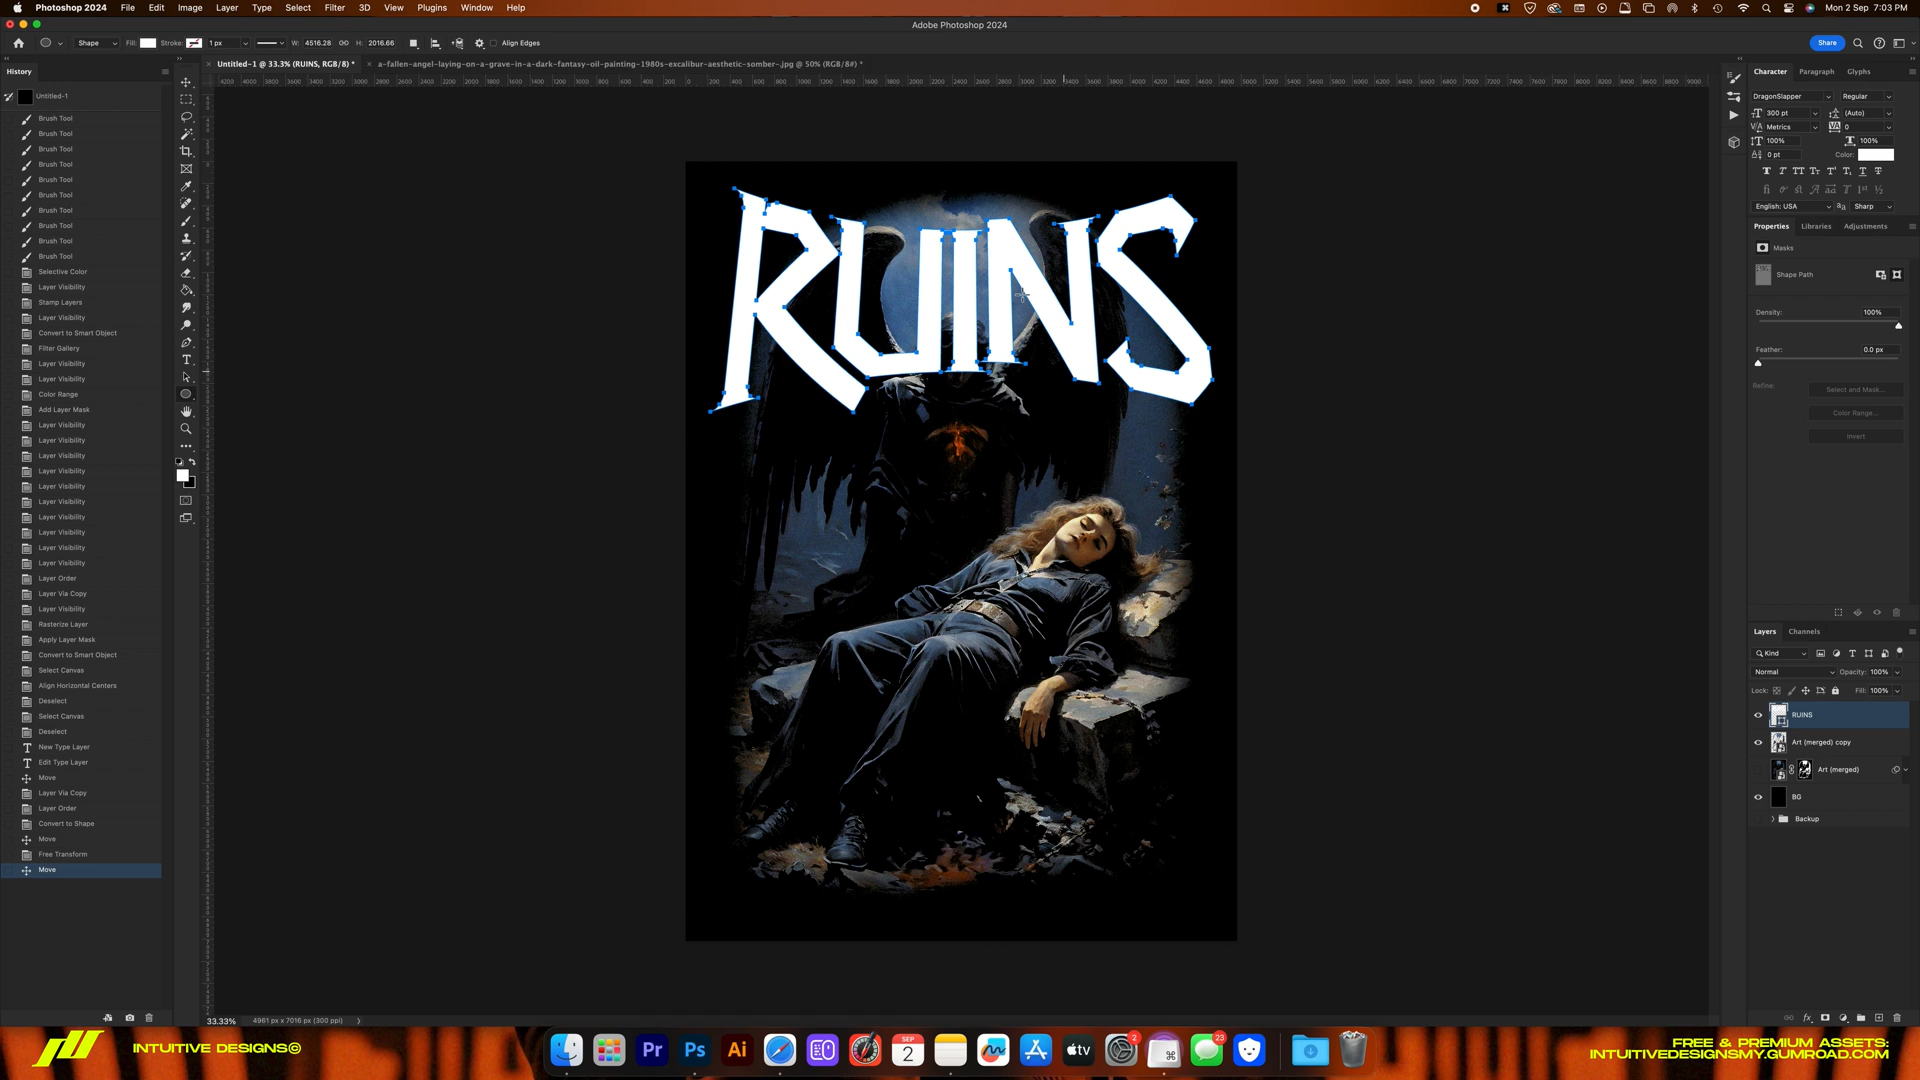 Photoshop 2024 File Edit Image Layer Type Select Filter 3D View Plugins Window Help
Mon 2 Sep 7:03 PM
Adobe Photoshop 2024
Shape Fill: Stroke: 1 px W: 4516.28 H: 2016.66 Align Edges
Share
Untitled-1 @ 33.3% (RUINS, RGB/8) *
a-fallen-angel-laying-on-a-grave-in-a-dark-fantasy-oil-painting-1980s-excalibur-aesthetic-somber-.jpg @ 50% (RGB/8#) *
History
Untitled-1
Brush Tool
Brush Tool
Brush Tool
Brush Tool
Brush Tool
Brush Tool
Brush Tool
Brush Tool
Brush Tool
Brush Tool
Selective Color
Layer Visibility
Stamp Layers
Layer Visibility
Convert to Smart Object
Filter Gallery
Layer Visibility
Layer Visibility
Color Range
Add Layer Mask
Layer Visibility
Layer Visibility
Layer Visibility
Layer Visibility
Layer Visibility
Layer Visibility
Layer Visibility
Layer Visibility
Layer Visibility
Layer Visibility
Layer Order
Layer Via Copy
Layer Visibility
Rasterize Layer
Apply Layer Mask
Convert to Smart Object
Select Canvas
Align Horizontal Centers
Deselect
Select Canvas
Deselect
New Type Layer
Edit Type Layer
Move
Layer Via Copy
Layer Order
Convert to Shape
Move
Free Transform
Move
RUINS
33.33% 4961 px x 7016 px (300 ppi)
Character Paragraph Glyphs
DragonSlapper Regular
300 pt (Auto)
Metrics 0
100% 100%
0 pt Color:
English: USA Sharp
Properties Libraries Adjustments
Masks
Shape Path
Density: 100%
Feather: 0.0 px
Refine: Select and Mask...
Color Range...
Invert
Layers Channels
Kind
Normal Opacity: 100%
Lock: Fill: 100%
RUINS
Art (merged) copy
Art (merged)
BG
Backup
INTUITIVE DESIGNS©
Pr Ps Ai
SEP
2
tv
2
23
FREE & PREMIUM ASSETS:
INTUITIVEDESIGNSMY.GUMROAD.COM